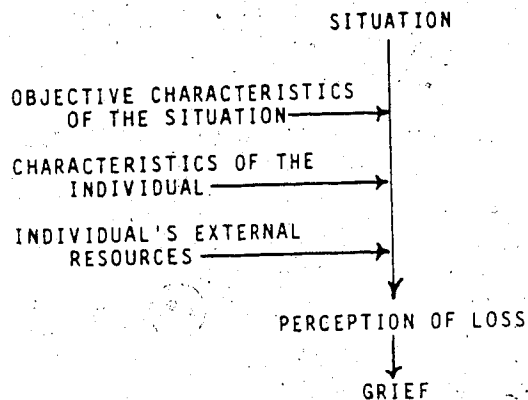 SITUATION
OBJECTIVE CHARACTERISTICS
OF THE SITUATION
CHARACTERISTICS OF THE
INDIVIDUAL
INDIVIDUAL'S EXTERNAL
RESOURCES
PERCEPTION OF LOSS
GRIEF